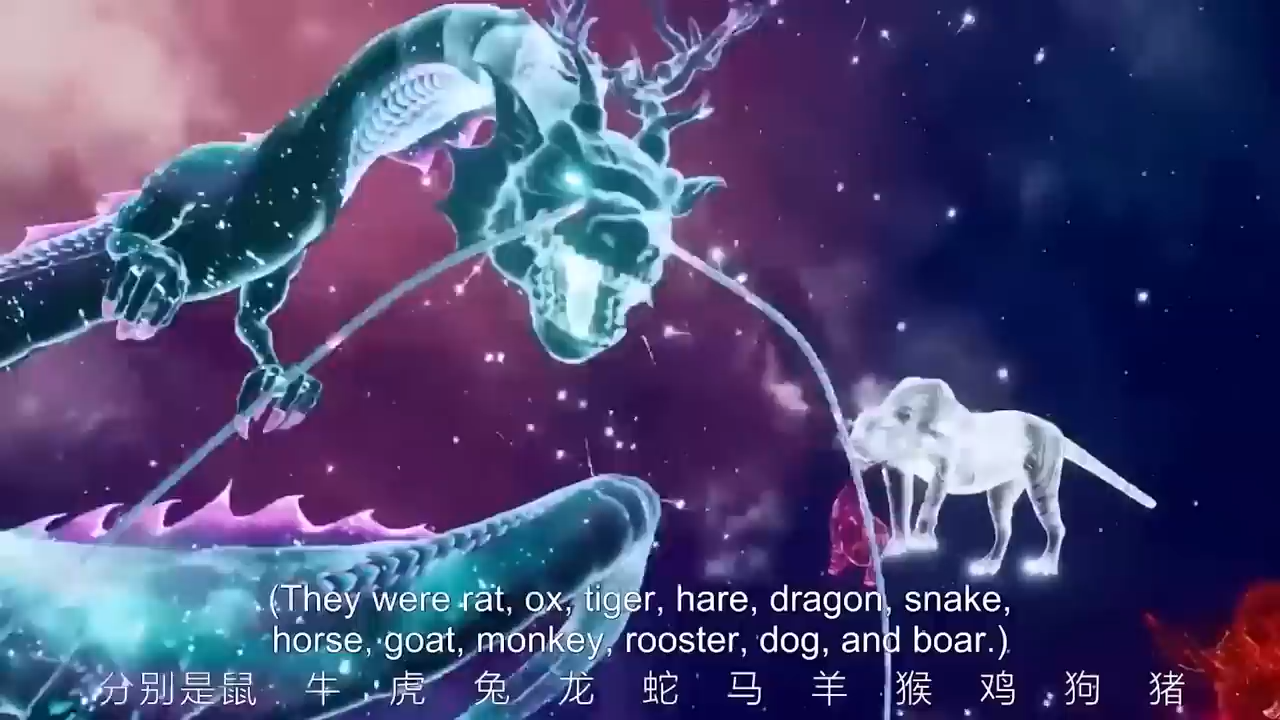 (They were rat, ox, tiger, hare, dragon, snake,
horse, goat, monkey, rooster, dog, and boar.)
分别是鼠 牛 虎 兔 龙 蛇 马 羊 猴 鸡 狗 猪